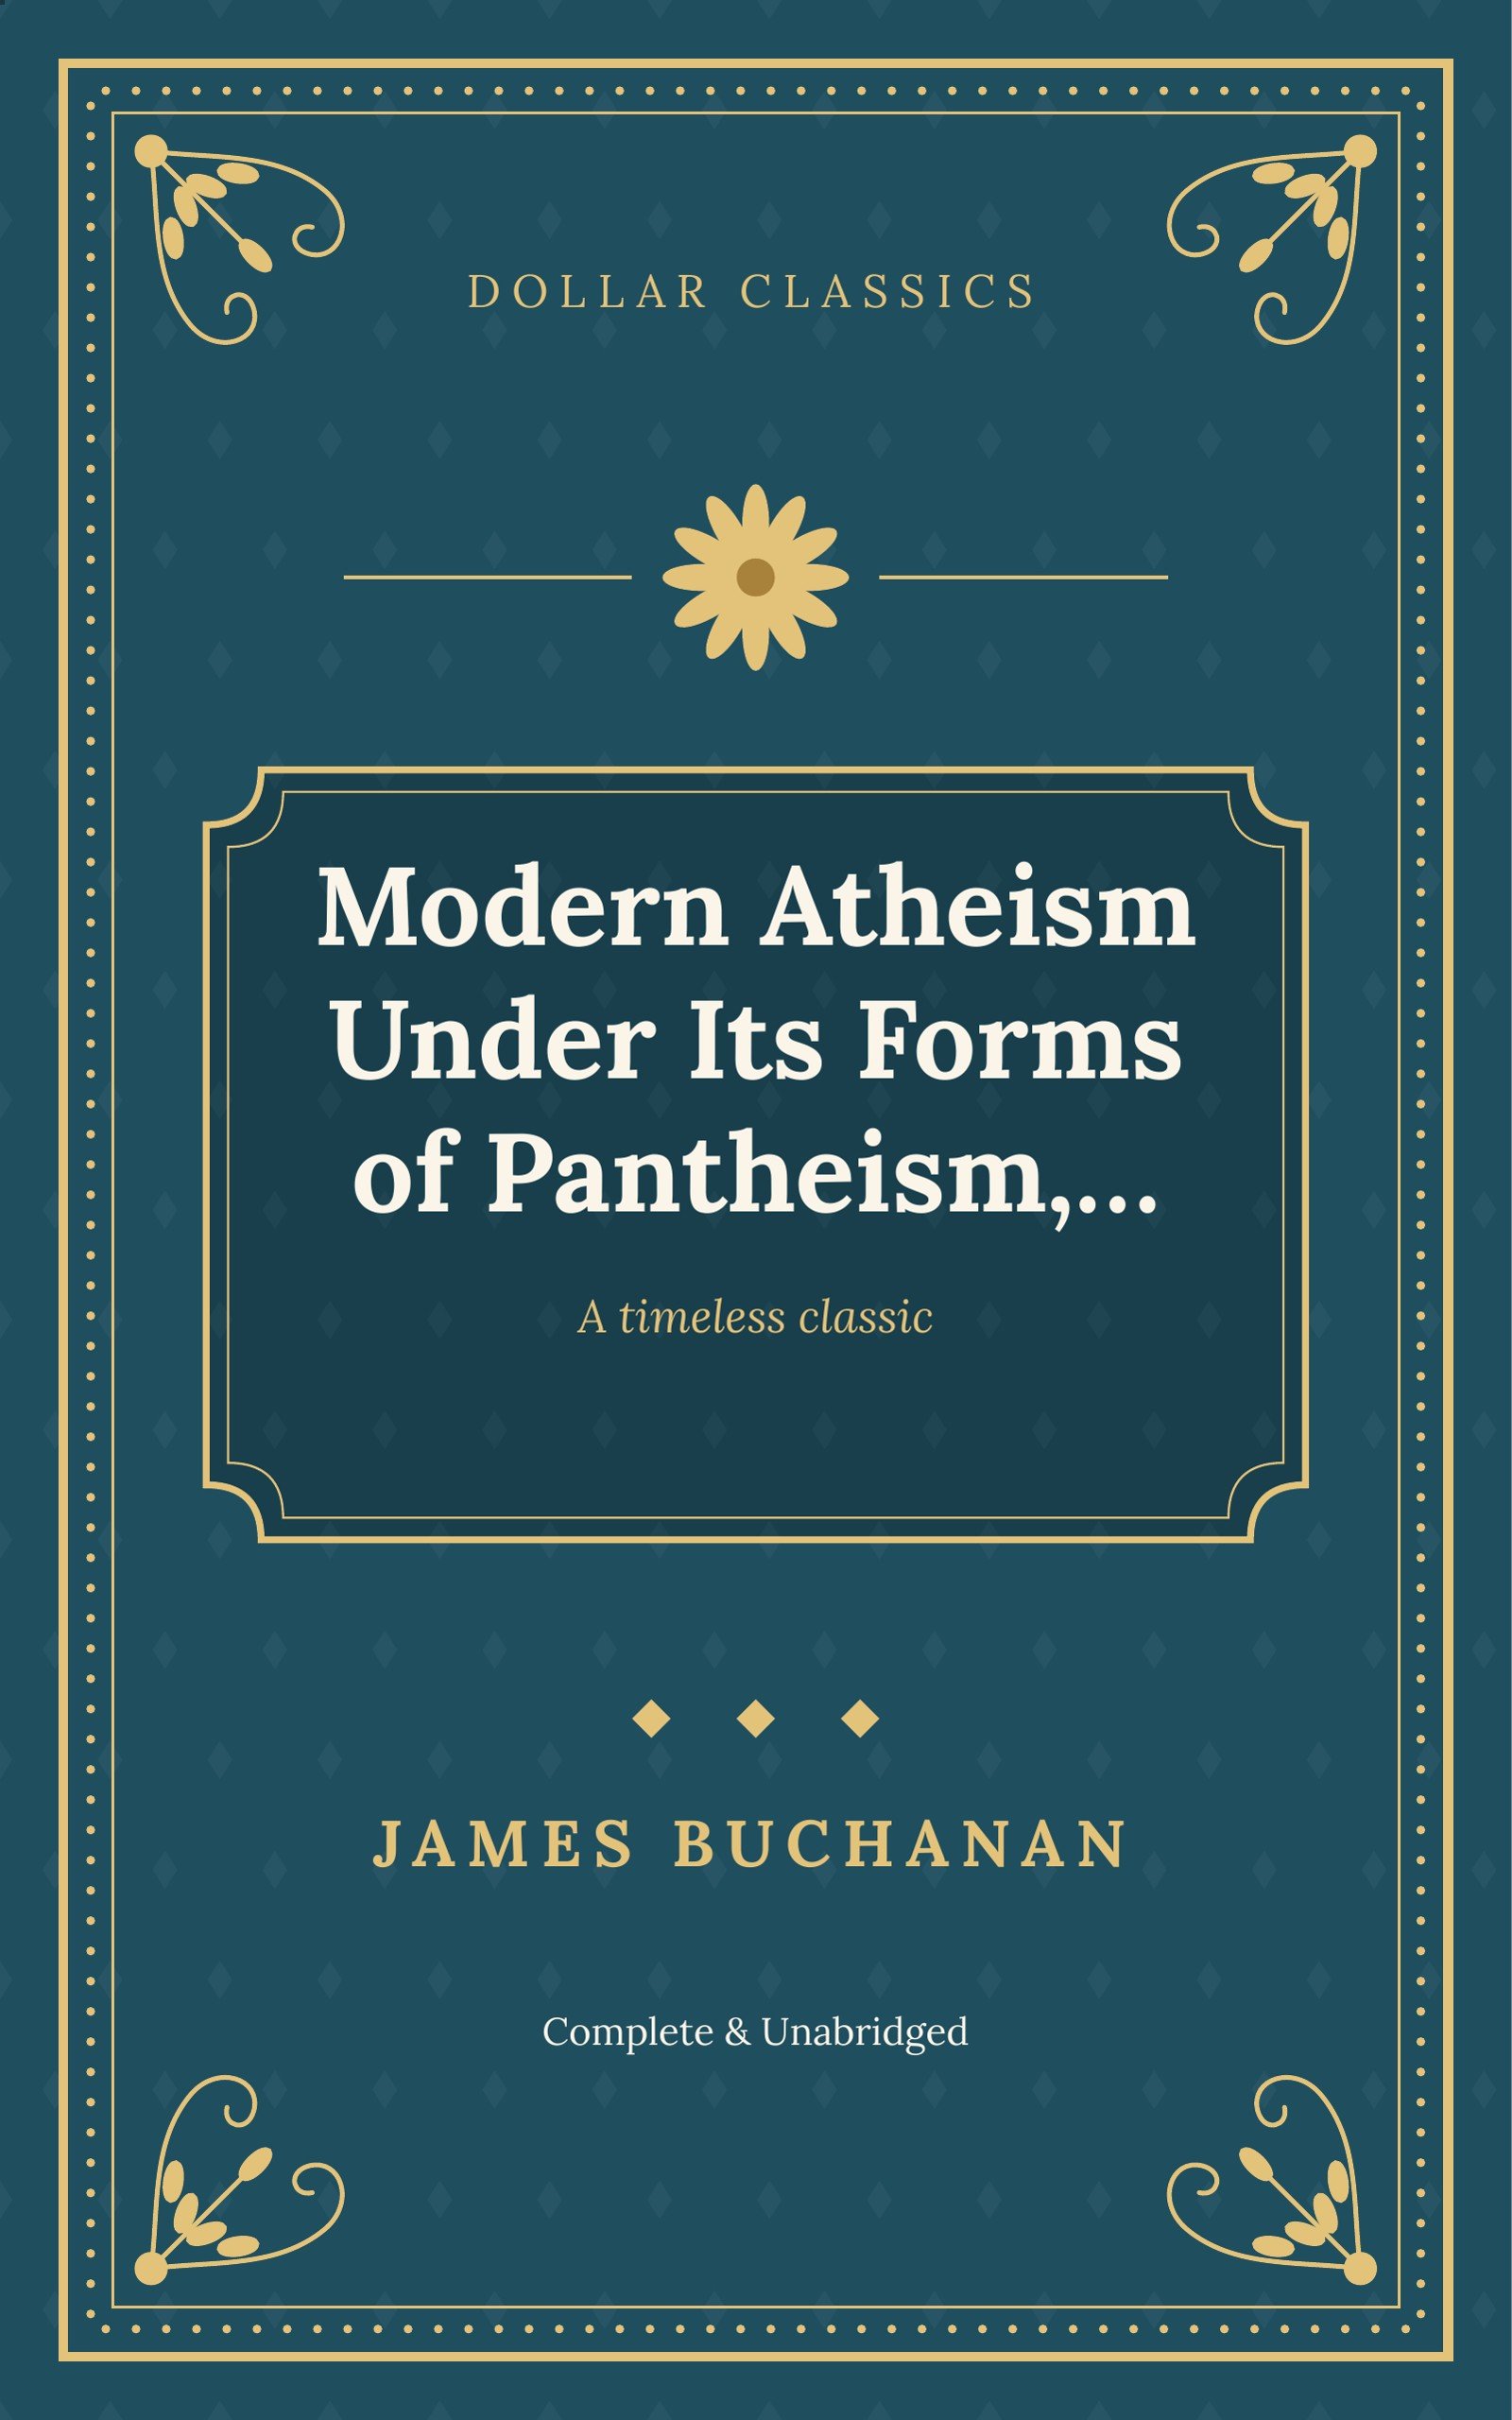 DOLLAR CLASSICS
Modern Atheism
Under Its Forms
of Pantheism,...
A timeless classic
JAMES BUCHANAN
Complete & Unabridged